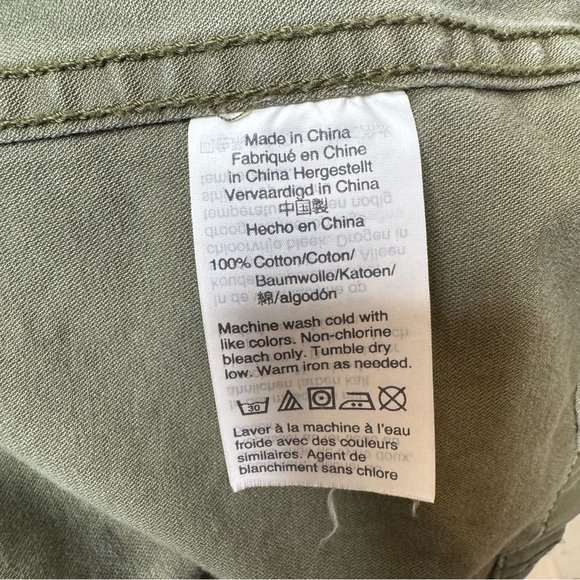 Made in China
Fabriqué en Chine
in China Hergestellt
Vervaardigd in China
中国製
Hecho en China
100% Cotton/Coton/
Baumwolle/Katoen/
綿/algodón
Machine wash cold with
like colors. Non-chlorine
bleach only. Tumble dry
low. Warm iron as needed.
30
Laver à la machine à l'eau
froide avec des couleurs
similaires. Agent de
blanchiment sans chlore